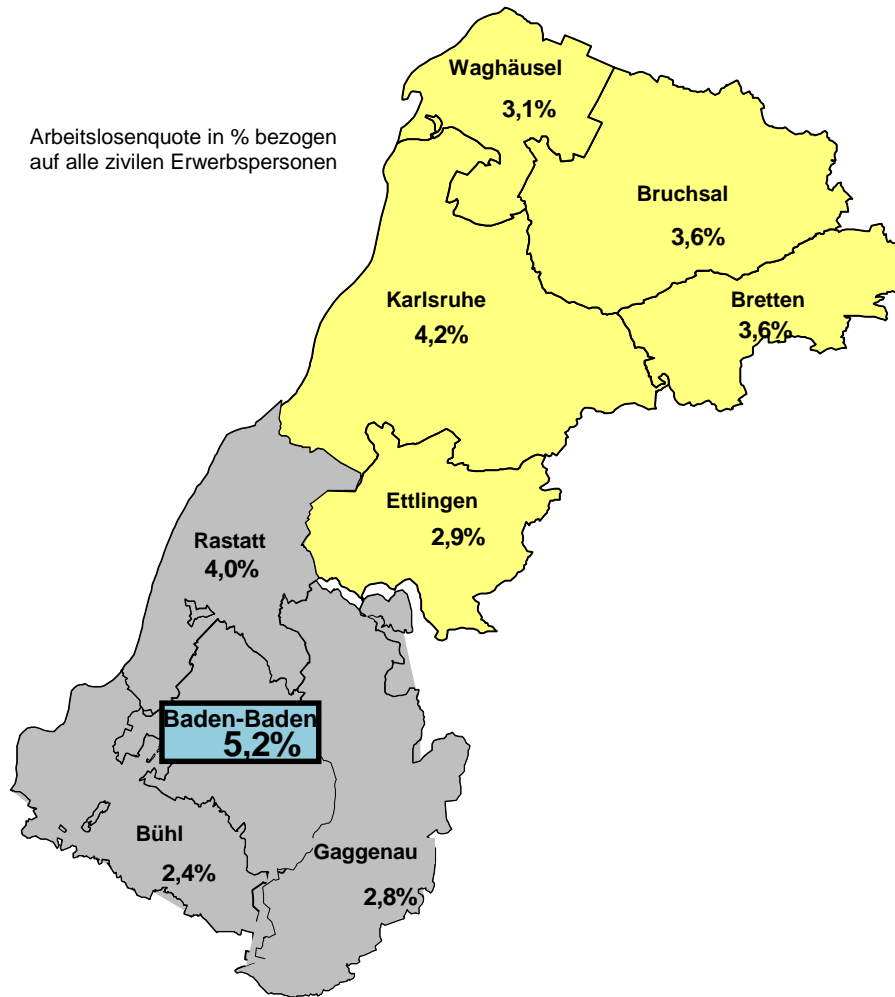 Waghäusel
3,1%
Arbeitslosenquote in % bezogen
auf alle zivilen Erwerbspersonen
Bruchsal
3,6%
Karlsruhe
4,2%
Bretten
3,6%
Ettlingen
2,9%
Rastatt
4,0%
Baden-Baden
5,2%
Bühl
2,4%
Gaggenau
2,8%